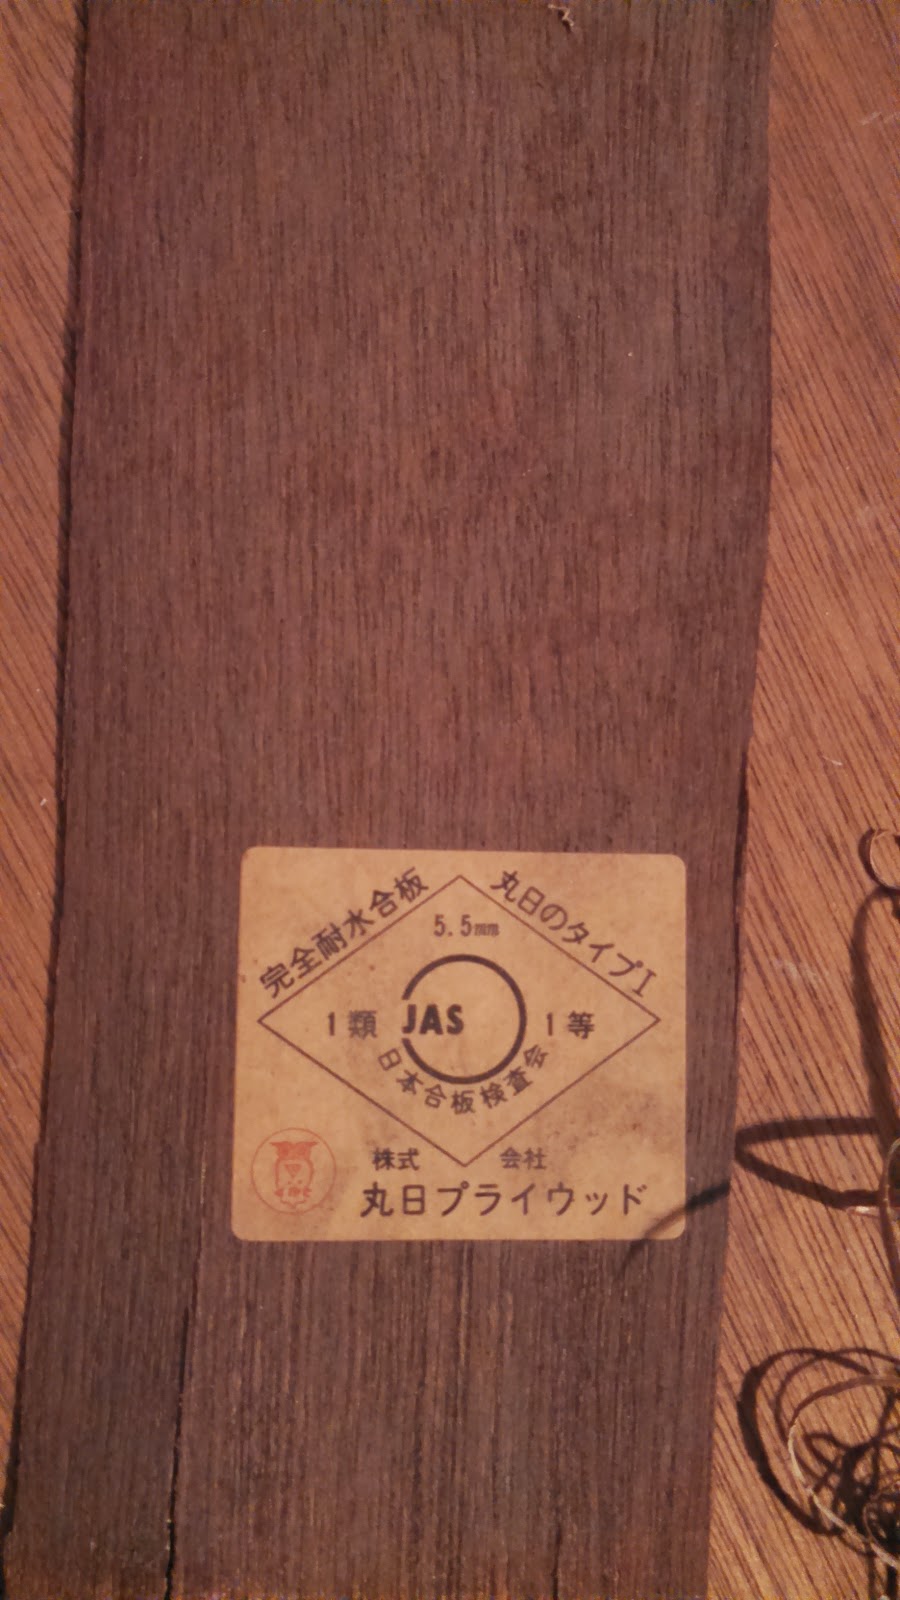 完全耐水合板
丸日のタイプI
5.5mm
1類 JAS 1等
日本合板検査会
株式 会社
丸日プライウッド